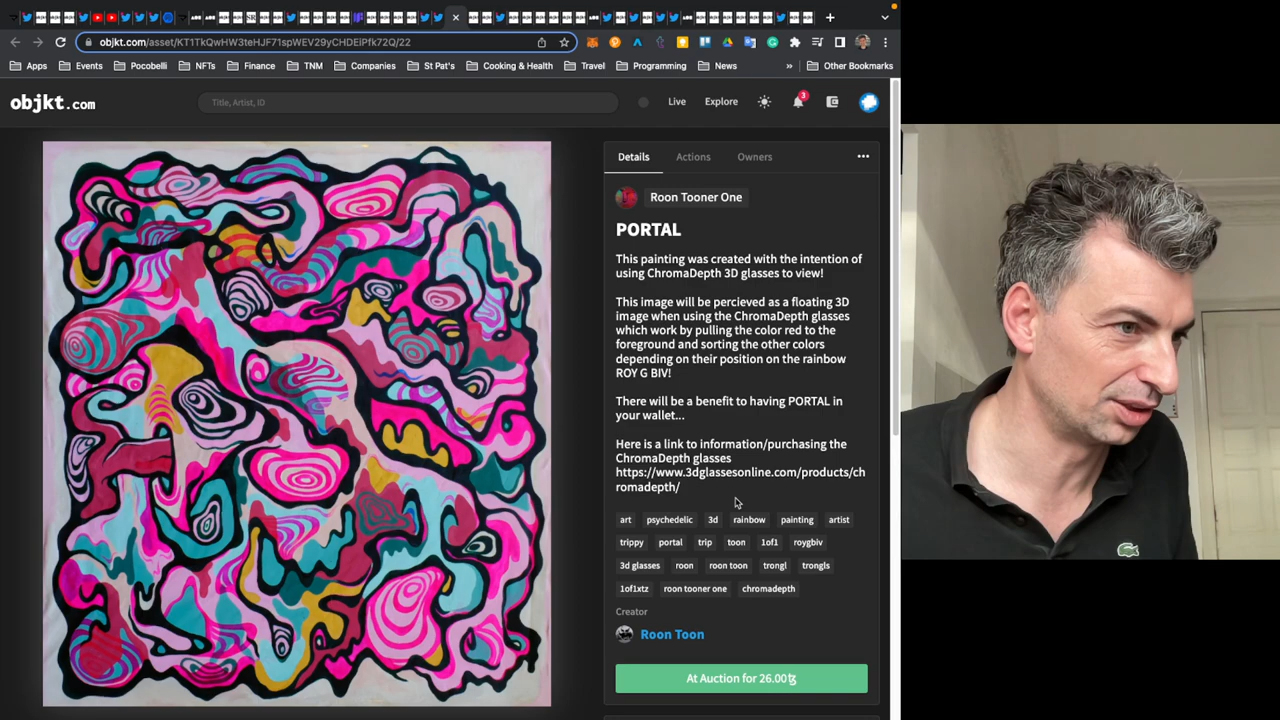 objkt.com/asset/KT1TkQwHW3teHJF71spWEV29yCHDEiPfk72Q/22
Apps Events Pocobelli NFTs Finance TNM Companies St Pat's Cooking & Health Travel Programming News » Other Bookmarks
objkt.com Title, Artist, ID Live Explore 3
Details Actions Owners
Roon Tooner One
PORTAL
This painting was created with the intention of
using ChromaDepth 3D glasses to view!
This image will be percieved as a floating 3D
image when using the ChromaDepth glasses
which work by pulling the color red to the
foreground and sorting the other colors
depending on their position on the rainbow
ROY G BIV!
There will be a benefit to having PORTAL in
your wallet...
Here is a link to information/purchasing the
ChromaDepth glasses
https://www.3dglassesonline.com/products/ch
romadepth/
art psychedelic 3d rainbow painting artist
trippy portal trip toon 1of1 roygbiv
3d glasses roon roon toon trongl trongls
1of1xtz roon tooner one chromadepth
Creator
Roon Toon
At Auction for 26.00 ꜩ